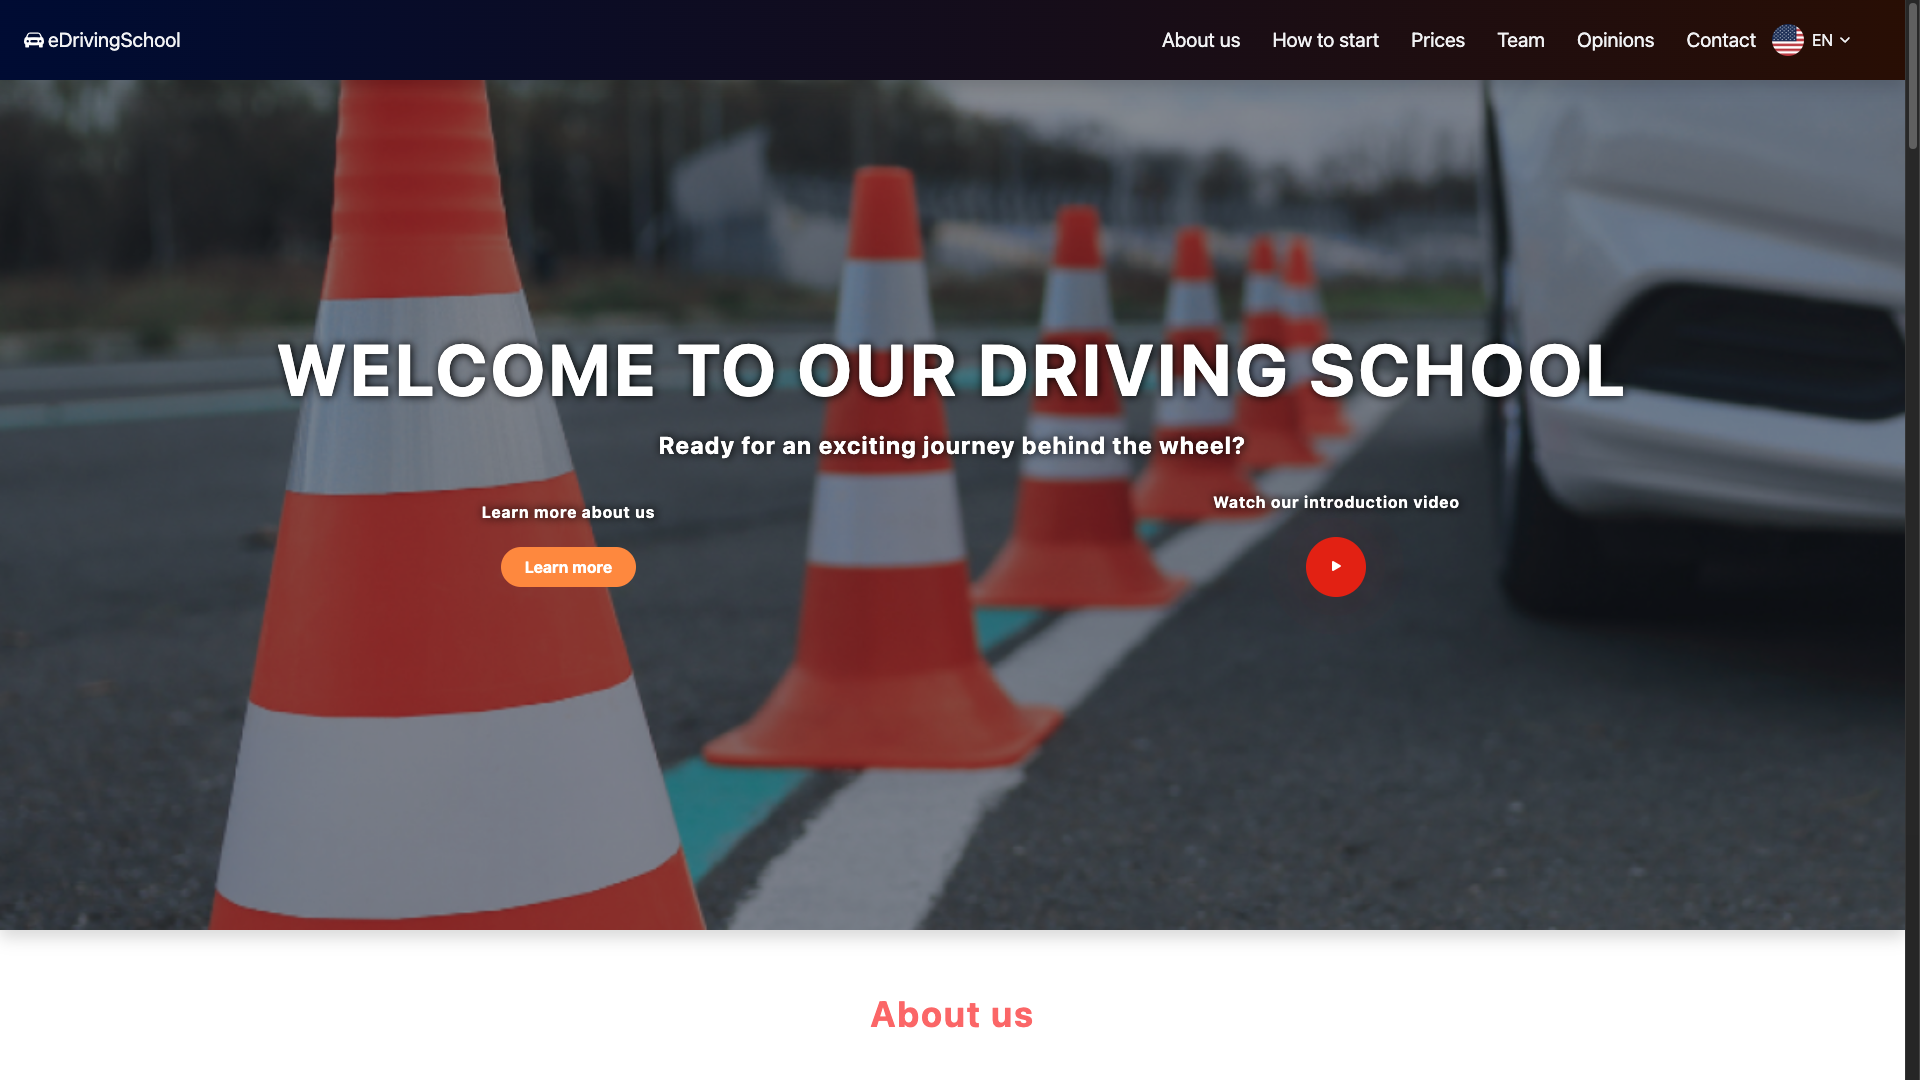 eDrivingSchool
About us
How to start
Prices
Team
Opinions
Contact
EN
WELCOME TO OUR DRIVING SCHOOL
Ready for an exciting journey behind the wheel?
Learn more about us
Learn more
Watch our introduction video
About us